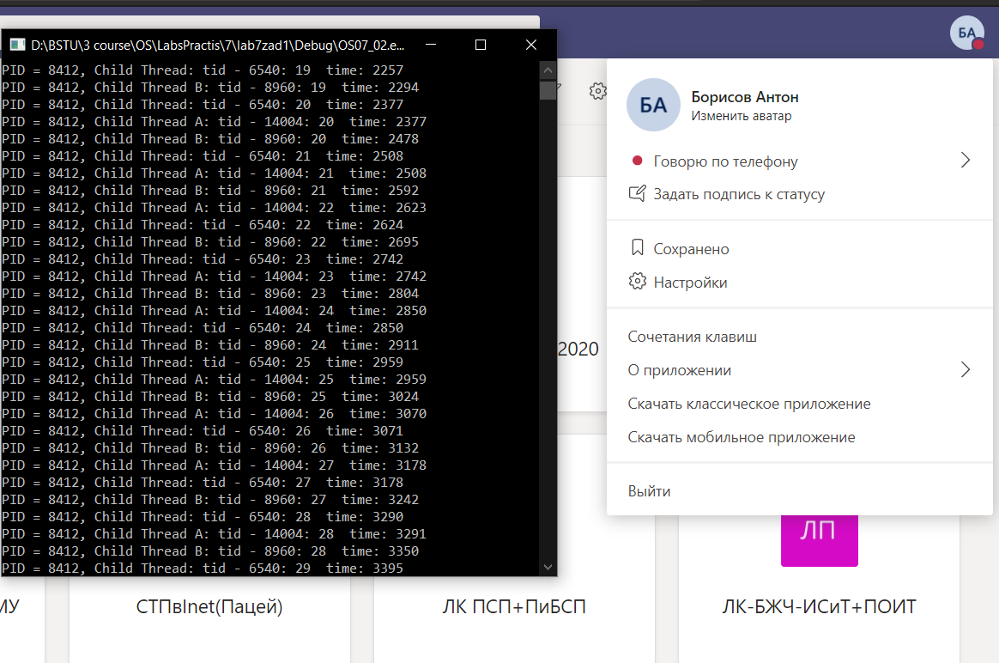 D:\BSTU\3 course\OS\LabsPractis\7\lab7zad1\Debug\OS07_02.e...
PID = 8412, Child Thread: tid - 6540: 19  time: 2257
PID = 8412, Child Thread B: tid - 8960: 19  time: 2294
PID = 8412, Child Thread: tid - 6540: 20  time: 2377
PID = 8412, Child Thread A: tid - 14004: 20  time: 2377
PID = 8412, Child Thread B: tid - 8960: 20  time: 2478
PID = 8412, Child Thread: tid - 6540: 21  time: 2508
PID = 8412, Child Thread A: tid - 14004: 21  time: 2508
PID = 8412, Child Thread B: tid - 8960: 21  time: 2592
PID = 8412, Child Thread A: tid - 14004: 22  time: 2623
PID = 8412, Child Thread: tid - 6540: 22  time: 2624
PID = 8412, Child Thread B: tid - 8960: 22  time: 2695
PID = 8412, Child Thread: tid - 6540: 23  time: 2742
PID = 8412, Child Thread A: tid - 14004: 23  time: 2742
PID = 8412, Child Thread B: tid - 8960: 23  time: 2804
PID = 8412, Child Thread A: tid - 14004: 24  time: 2850
PID = 8412, Child Thread: tid - 6540: 24  time: 2850
PID = 8412, Child Thread B: tid - 8960: 24  time: 2911
PID = 8412, Child Thread: tid - 6540: 25  time: 2959
PID = 8412, Child Thread A: tid - 14004: 25  time: 2959
PID = 8412, Child Thread B: tid - 8960: 25  time: 3024
PID = 8412, Child Thread A: tid - 14004: 26  time: 3070
PID = 8412, Child Thread: tid - 6540: 26  time: 3071
PID = 8412, Child Thread B: tid - 8960: 26  time: 3132
PID = 8412, Child Thread A: tid - 14004: 27  time: 3178
PID = 8412, Child Thread: tid - 6540: 27  time: 3178
PID = 8412, Child Thread B: tid - 8960: 27  time: 3242
PID = 8412, Child Thread: tid - 6540: 28  time: 3290
PID = 8412, Child Thread A: tid - 14004: 28  time: 3291
PID = 8412, Child Thread B: tid - 8960: 28  time: 3350
PID = 8412, Child Thread: tid - 6540: 29  time: 3395
БА
БА
Борисов Антон
Изменить аватар
Говорю по телефону
Задать подпись к статусу
Сохранено
Настройки
Сочетания клавиш
О приложении
Скачать классическое приложение
Скачать мобильное приложение
Выйти
2020
ЛП
СТПвInet(Пацей)
ЛК ПСП+ПиБСП
ЛК-БЖЧ-ИСиТ+ПОИТ